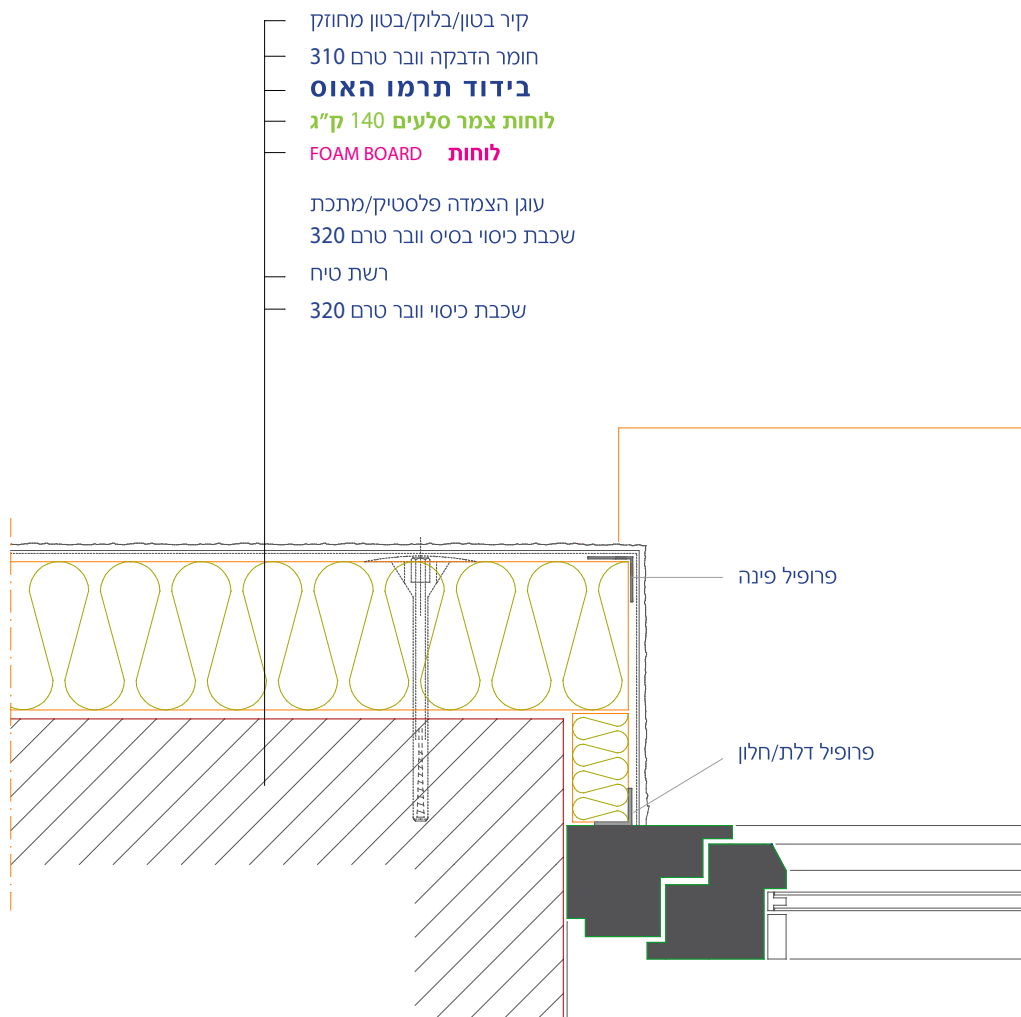 קיר בטון/בלוק/בטון מחוזק
חומר הדבקה וובר טרם 310
בידוד תרמו האוס
לוחות צמר סלעים 140 ק״ג
לוחות FOAM BOARD
עוגן הצמדה פלסטיק/מתכת
שכבת כיסוי בסיס וובר טרם 320
רשת טיח
שכבת כיסוי וובר טרם 320
פרופיל פינה
פרופיל דלת/חלון